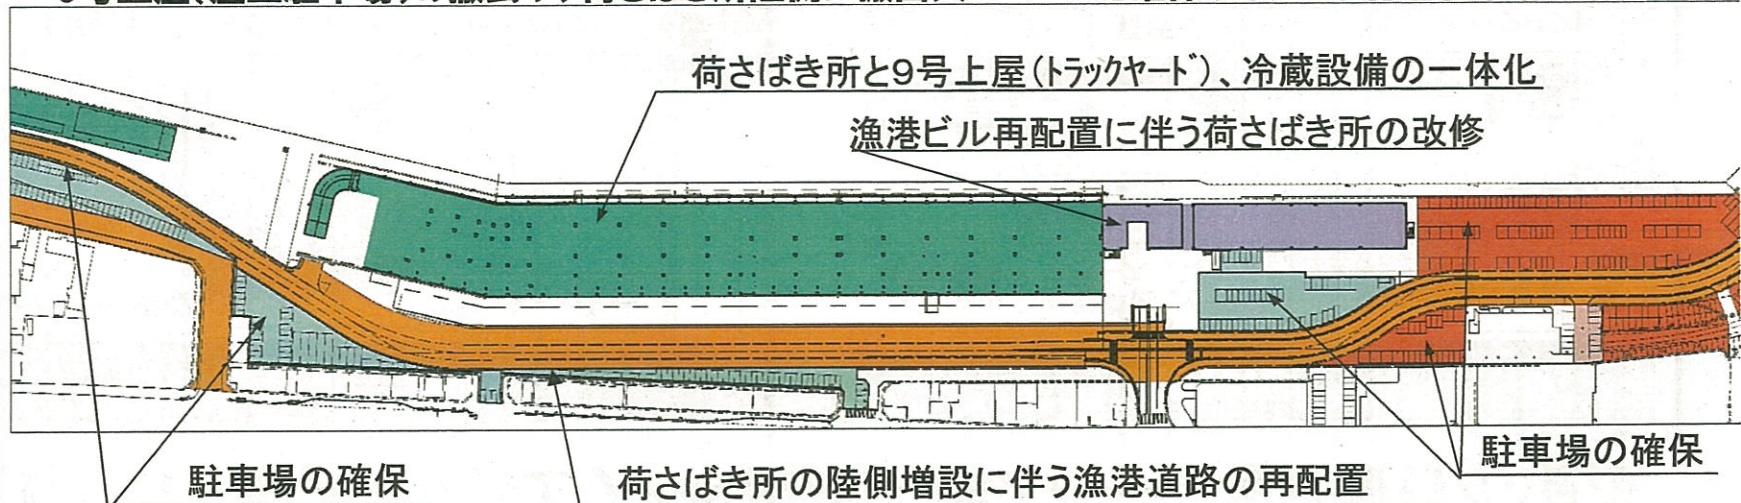 荷さばき所と9号上屋(トラックヤード)、冷蔵設備の一体化
漁港ビル再配置に伴う荷さばき所の改修
駐車場の確保
荷さばき所の陸側増設に伴う漁港道路の再配置
駐車場の確保